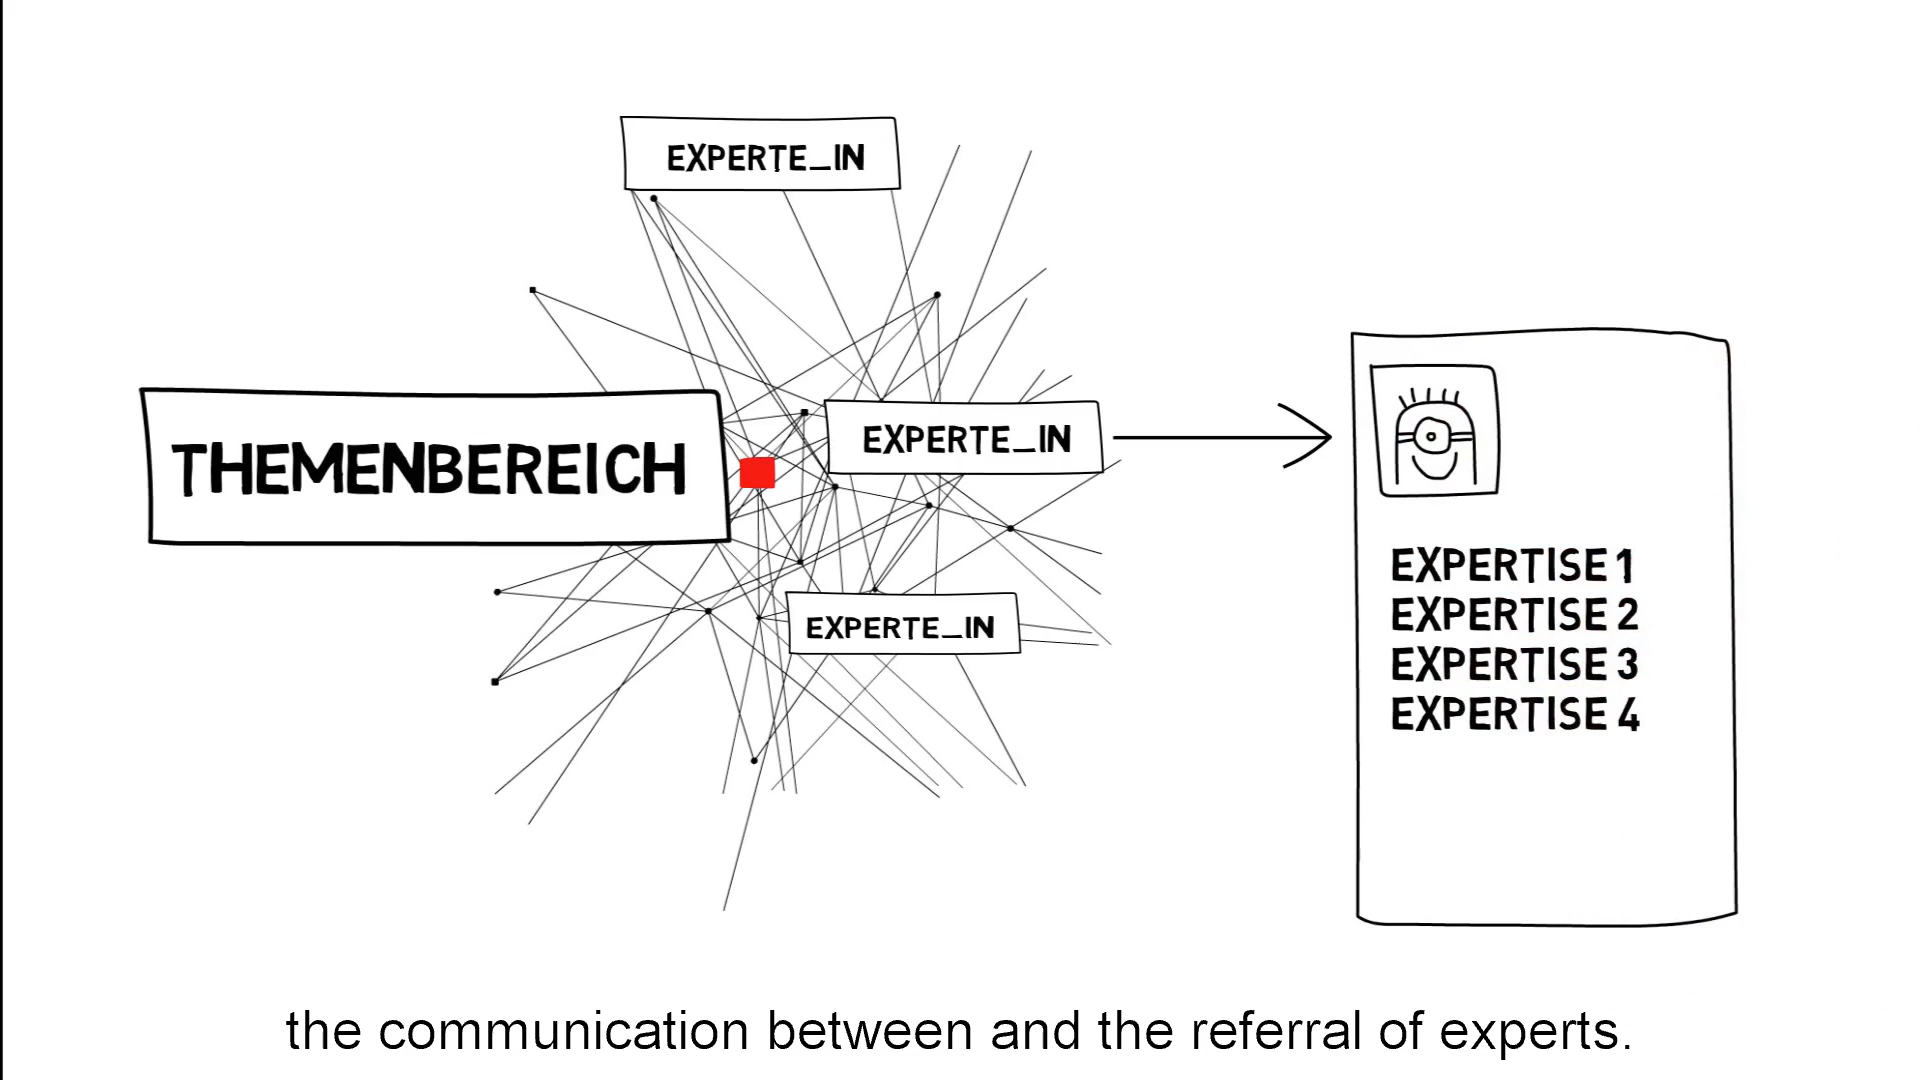 EXPERTE_IN
THEMENBEREICH
EXPERTE_IN
EXPERTE_IN
EXPERTISE 1
EXPERTISE 2
EXPERTISE 3
EXPERTISE 4
the communication between and the referral of experts.